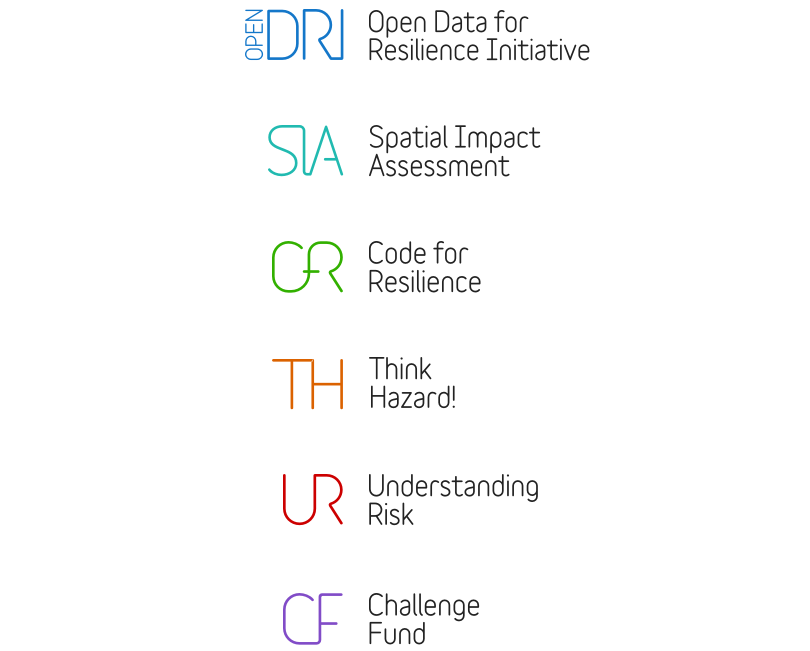 OPEN DRI Open Data for
Resilience Initiative
SIA Spatial Impact
Assessment
CfR Code for
Resilience
TH Think
Hazard!
UR Understanding
Risk
CF Challenge
Fund